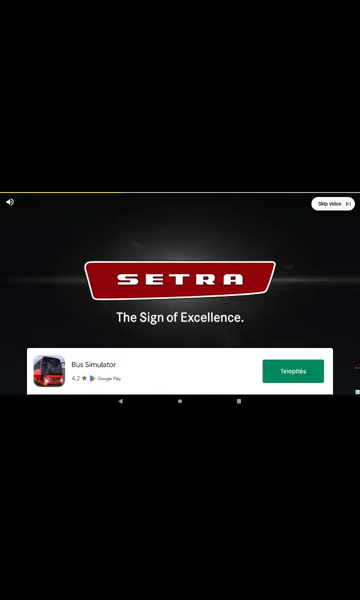 Skip video
SETRA
The Sign of Excellence.
Bus Simulator
4,2 ★ Google Play
Telepítés